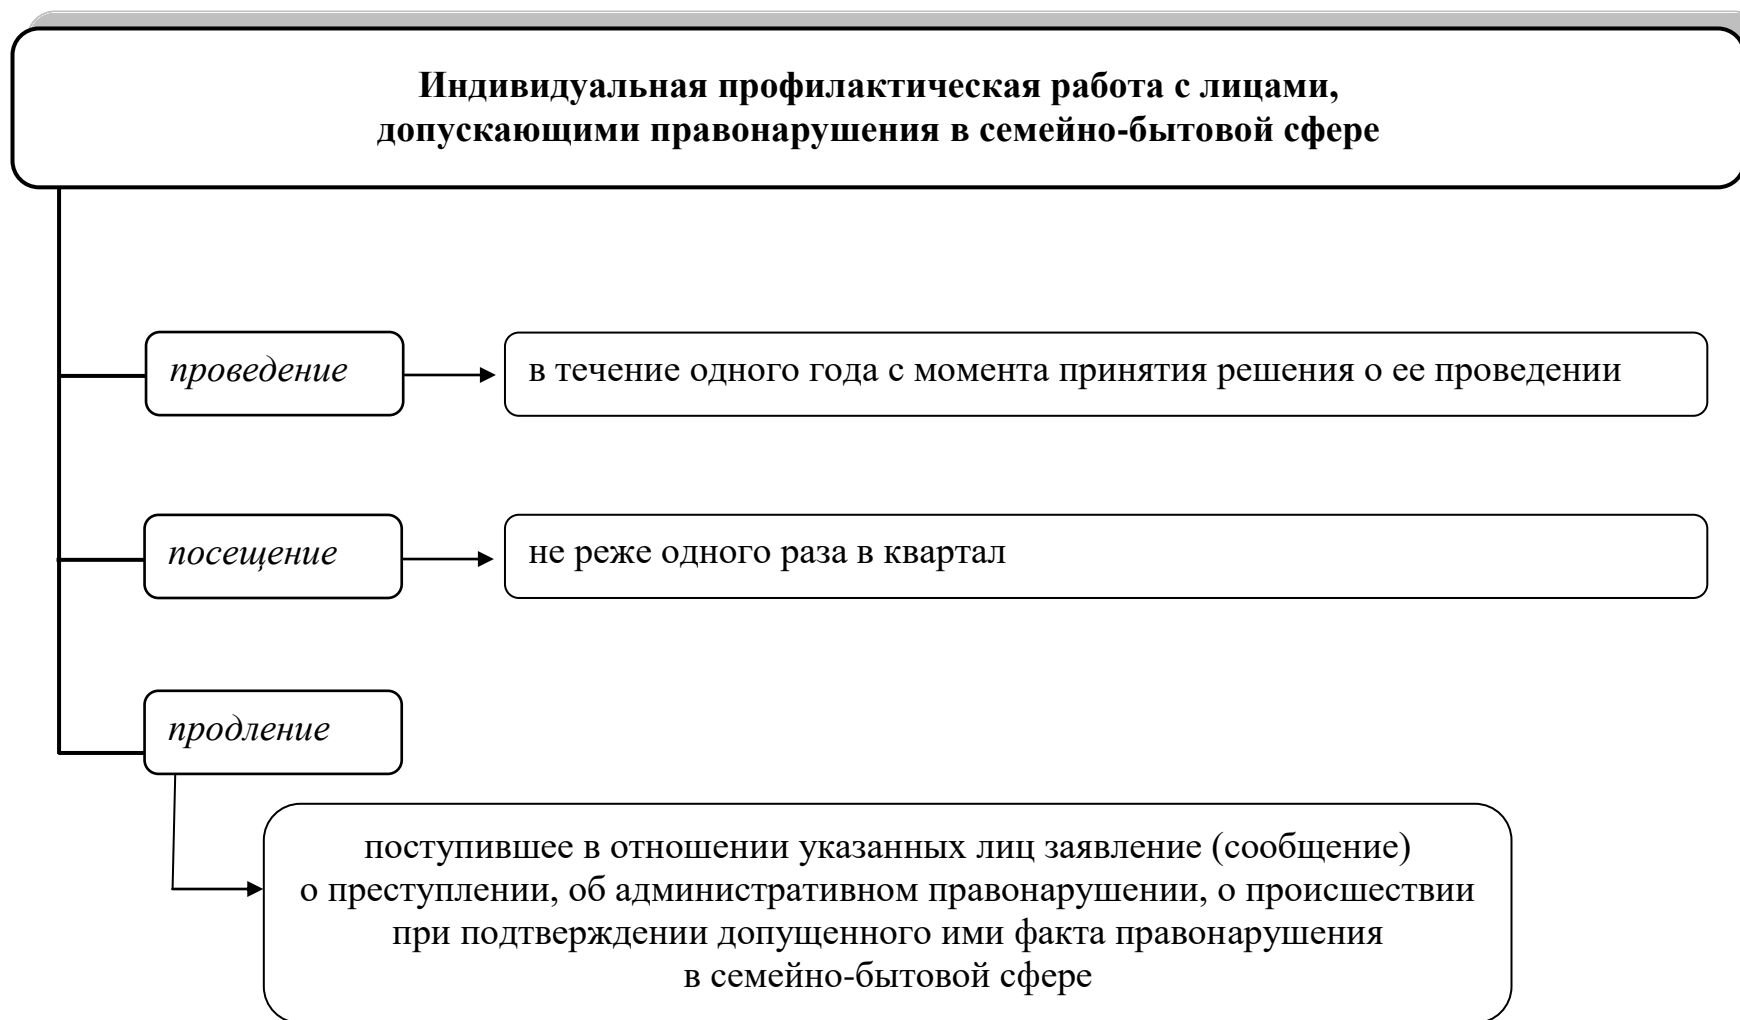 Индивидуальная профилактическая работа с лицами,
допускающими правонарушения в семейно-бытовой сфере
проведение
в течение одного года с момента принятия решения о ее проведении
посещение
не реже одного раза в квартал
продление
поступившее в отношении указанных лиц заявление (сообщение)
о преступлении, об административном правонарушении, о происшествии
при подтверждении допущенного ими факта правонарушения
в семейно-бытовой сфере